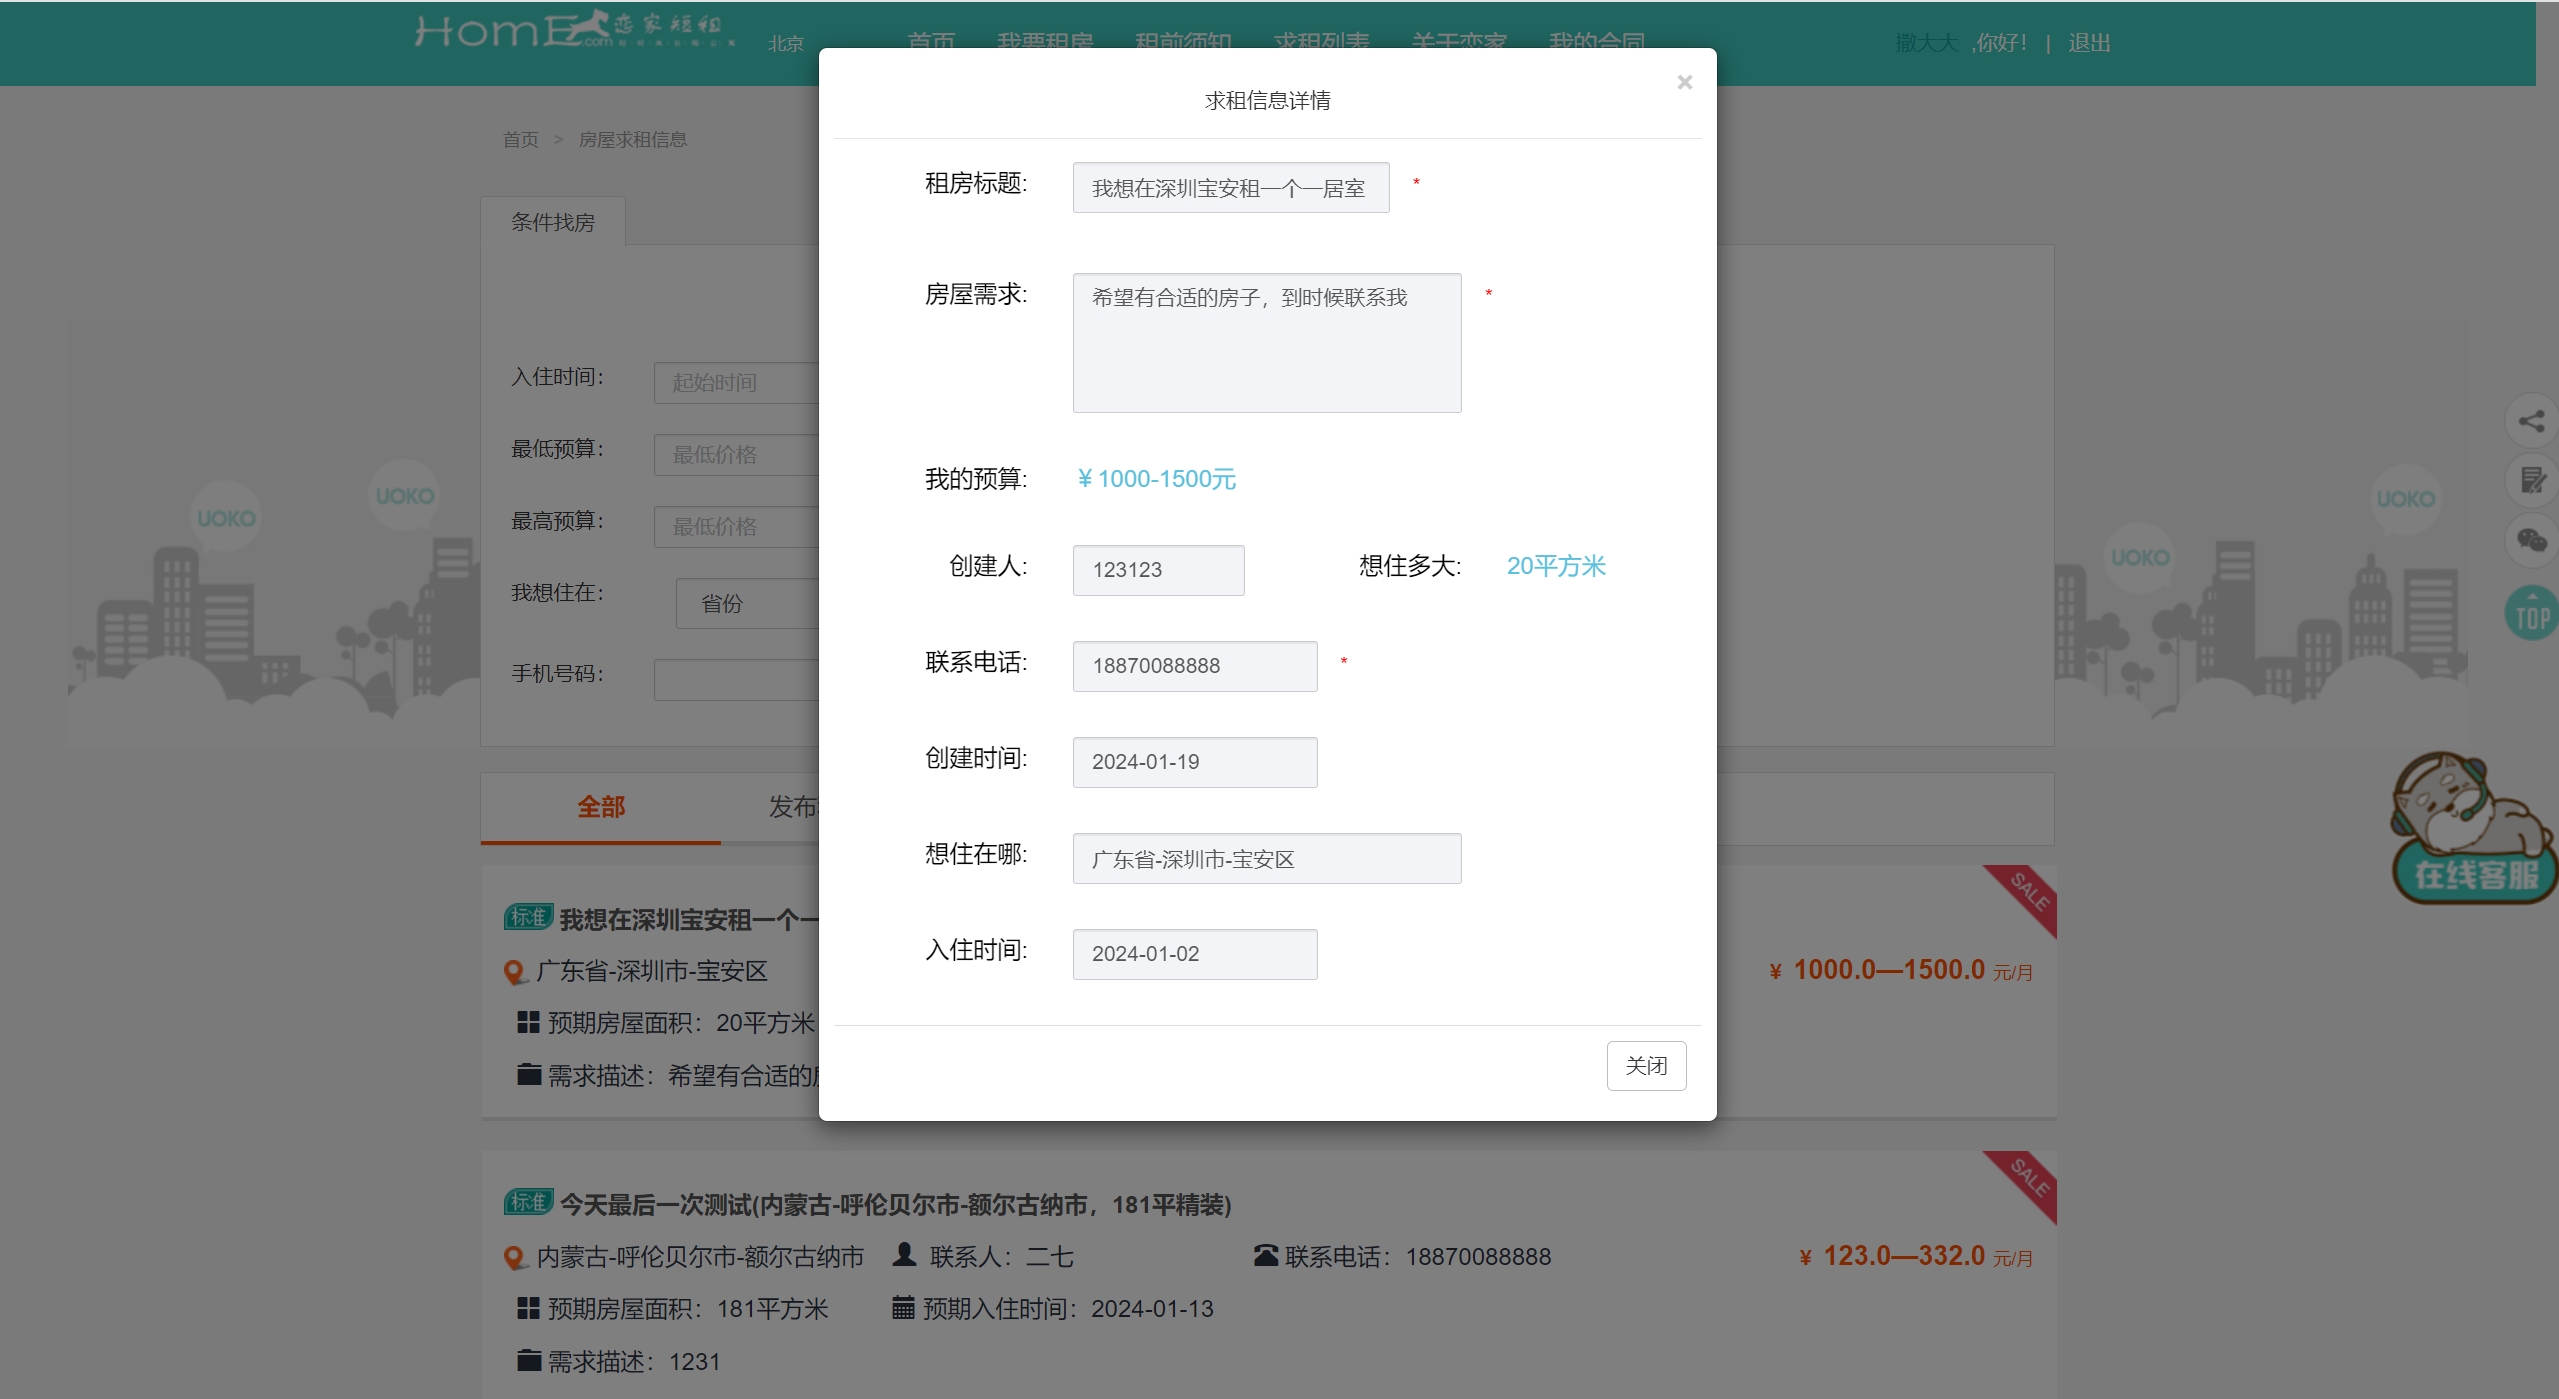 HomE.com 恋家短租
北京
首页 我要租房 租前须知 求租列表 关于恋家 我的合同
撒大大 ,你好! | 退出
首页 > 房屋求租信息
条件找房
入住时间: 起始时间
最低预算: 最低价格
最高预算: 最低价格
我想住在: 省份
手机号码:
UOKO
UOKO
UOKO
UOKO
TOP
在线客服
求租信息详情
×
租房标题: 我想在深圳宝安租一个一居室 *
房屋需求: 希望有合适的房子，到时候联系我 *
我的预算: ¥1000-1500元
创建人: 123123 想住多大: 20平方米
联系电话: 18870088888 *
创建时间: 2024-01-19
想住在哪: 广东省-深圳市-宝安区
入住时间: 2024-01-02
关闭
全部 发布
标准 我想在深圳宝安租一个一
SALE
广东省-深圳市-宝安区
¥ 1000.0—1500.0 元/月
预期房屋面积: 20平方米
需求描述: 希望有合适的
标准 今天最后一次测试(内蒙古-呼伦贝尔市-额尔古纳市，181平精装)
SALE
内蒙古-呼伦贝尔市-额尔古纳市 联系人: 二七 联系电话: 18870088888
¥ 123.0—332.0 元/月
预期房屋面积: 181平方米 预期入住时间: 2024-01-13
需求描述: 1231